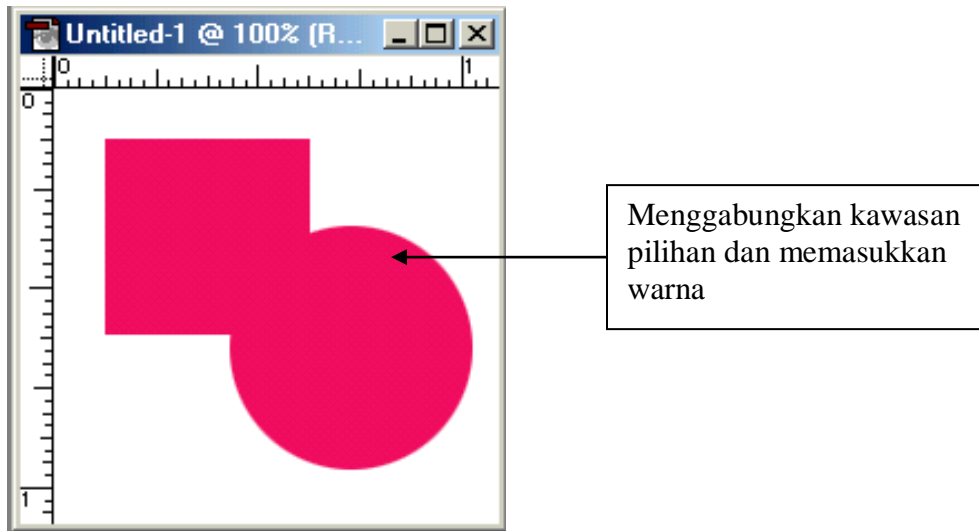 Untitled-1 @ 100% (R...
0 1
0
Menggabungkan kawasan
pilihan dan memasukkan
warna
1